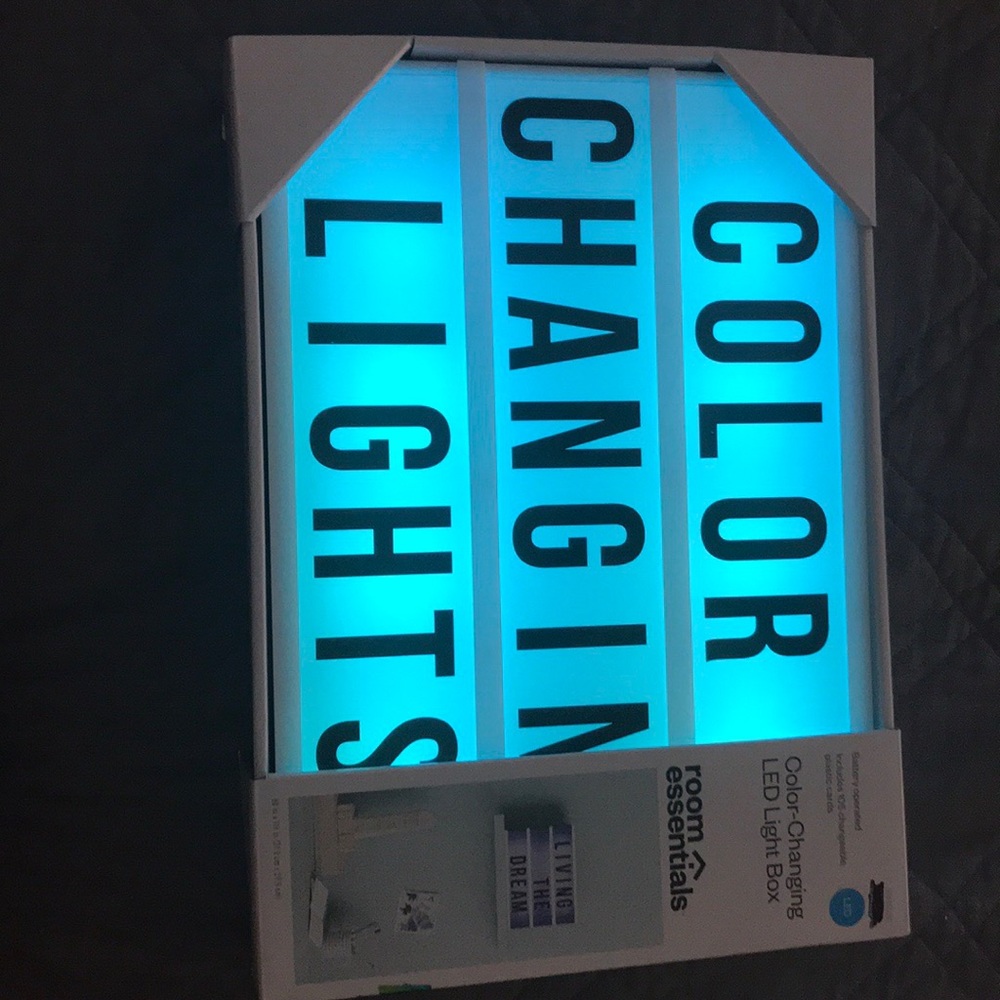 COLOR
CHANGIN
LIGHTS
Battery operated
Includes 105 changeable
plastic cards
Color-Changing
LED Light Box
LED
room
essentials
LIVING
THE
DREAM